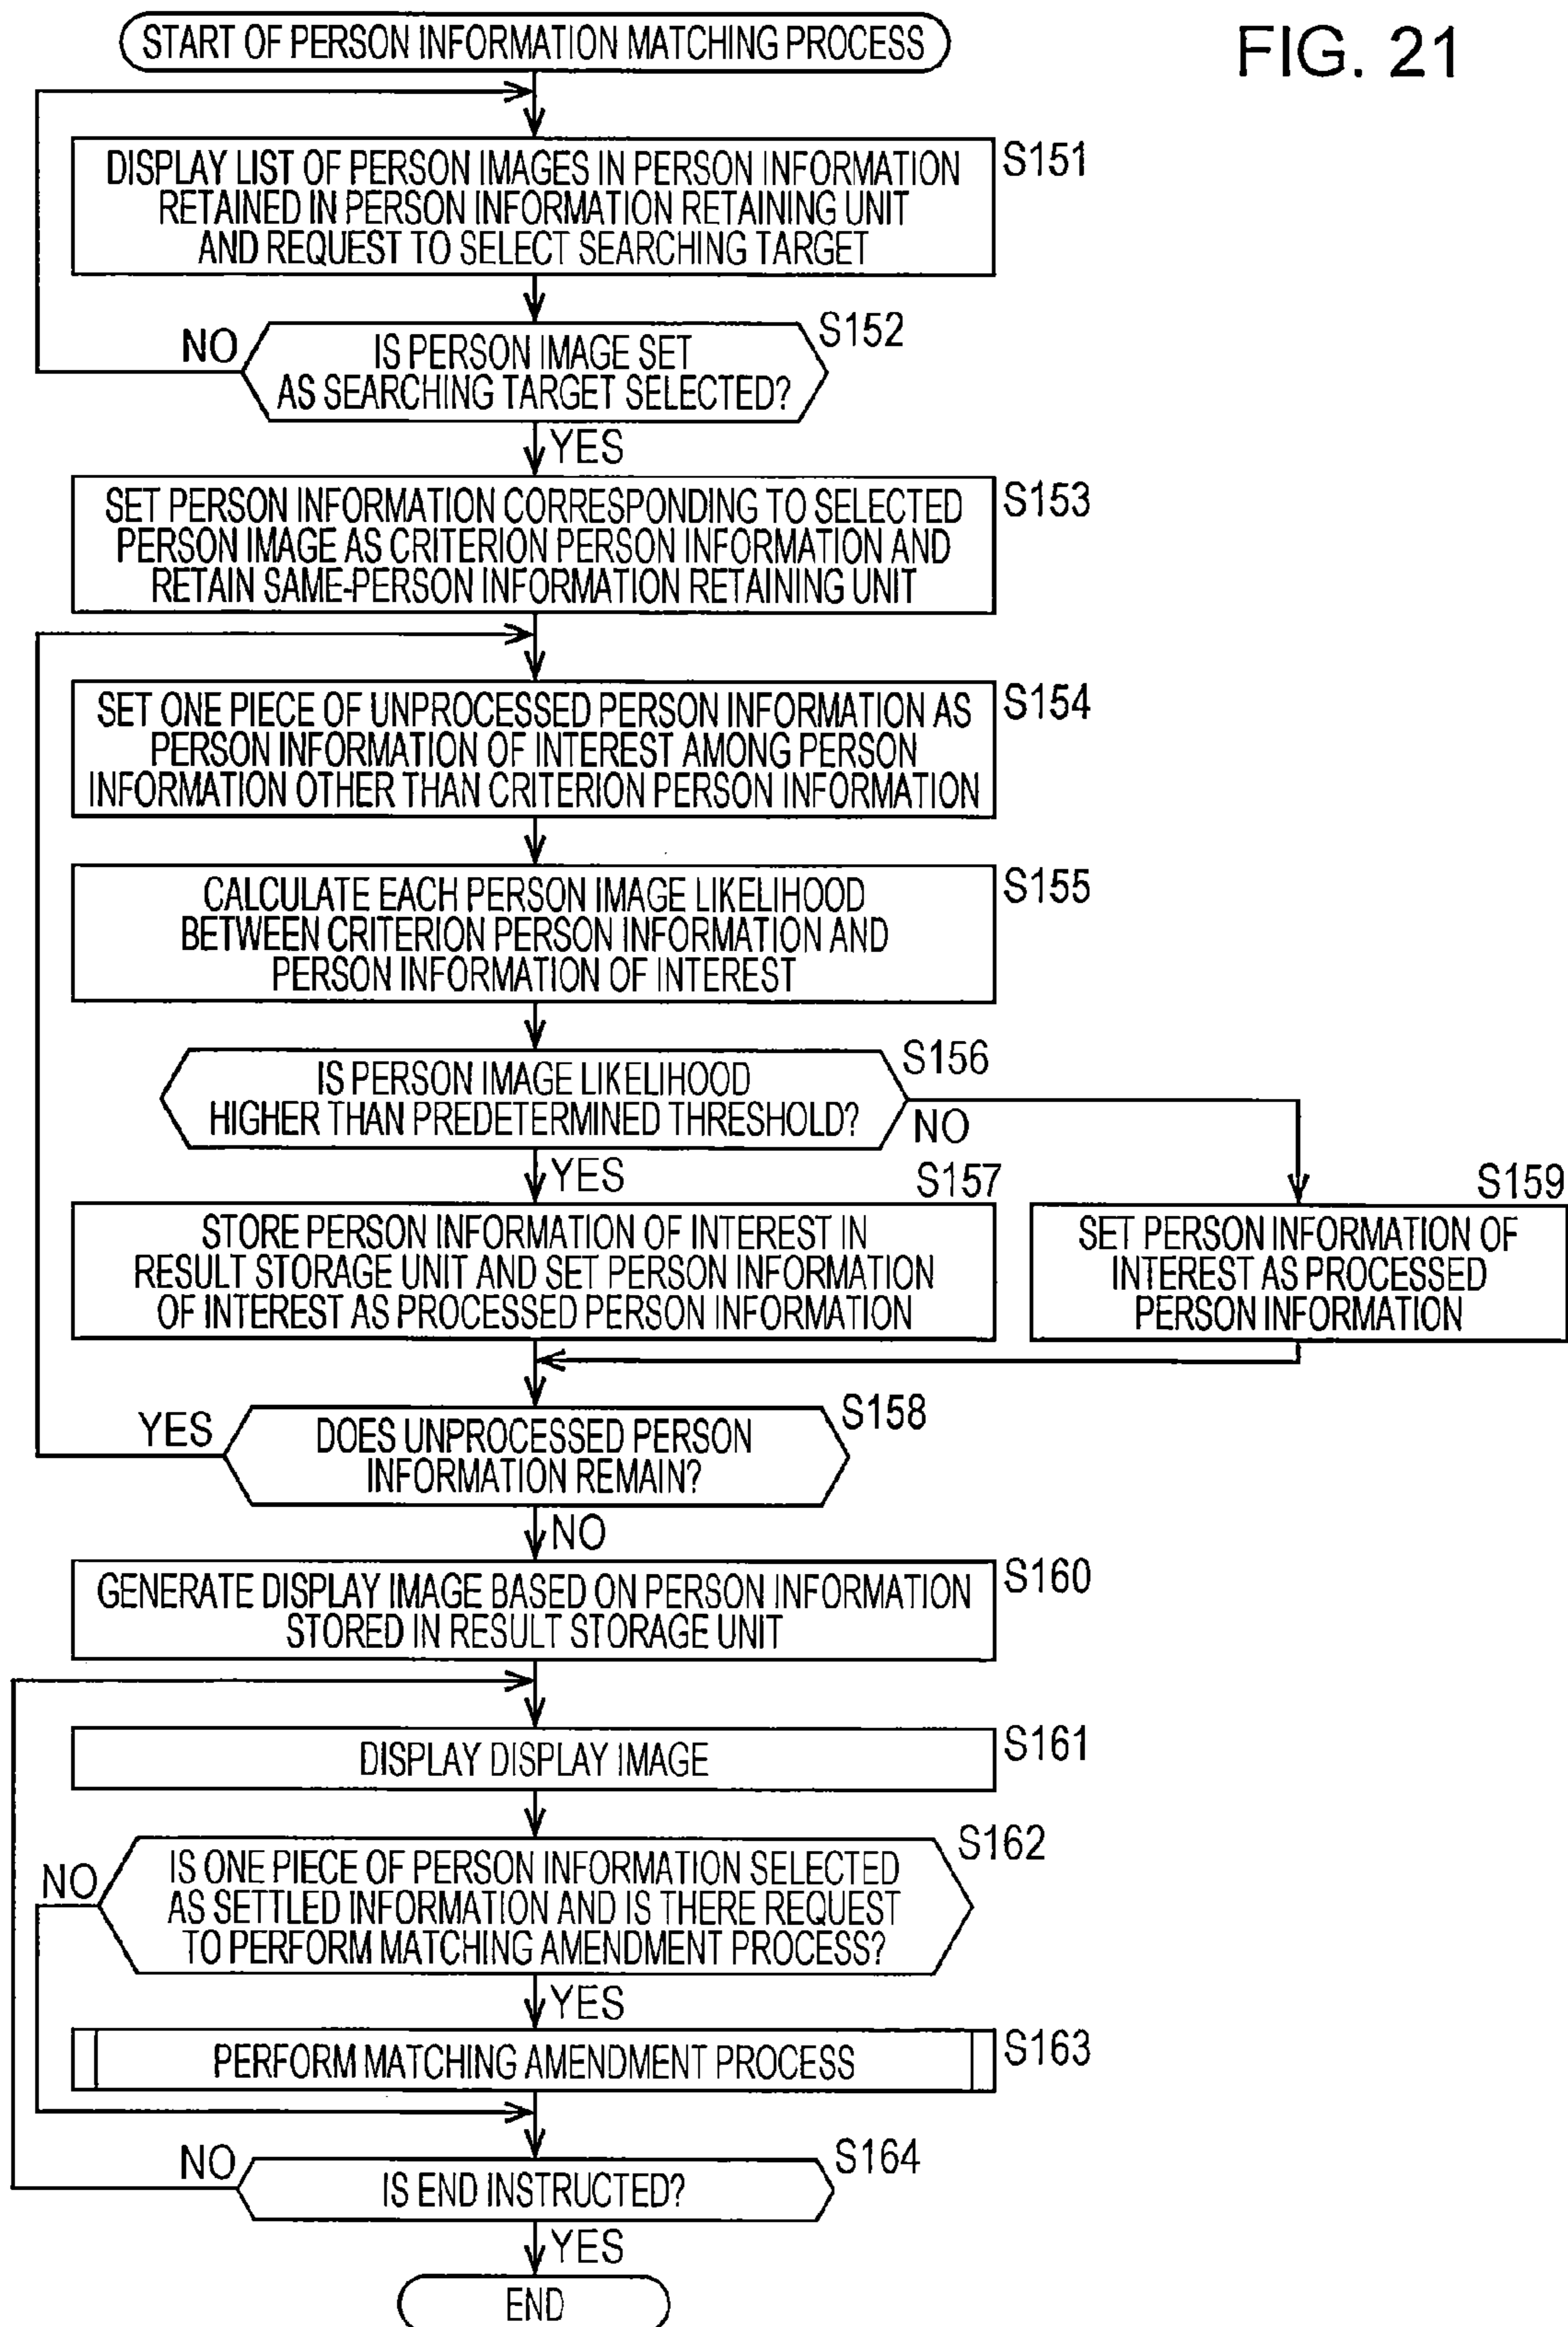 FIG. 21
START OF PERSON INFORMATION MATCHING PROCESS
S151
DISPLAY LIST OF PERSON IMAGES IN PERSON INFORMATION
RETAINED IN PERSON INFORMATION RETAINING UNIT
AND REQUEST TO SELECT SEARCHING TARGET
S152
NO
IS PERSON IMAGE SET
AS SEARCHING TARGET SELECTED?
YES
S153
SET PERSON INFORMATION CORRESPONDING TO SELECTED
PERSON IMAGE AS CRITERION PERSON INFORMATION AND
RETAIN SAME-PERSON INFORMATION RETAINING UNIT
S154
SET ONE PIECE OF UNPROCESSED PERSON INFORMATION AS
PERSON INFORMATION OF INTEREST AMONG PERSON
INFORMATION OTHER THAN CRITERION PERSON INFORMATION
S155
CALCULATE EACH PERSON IMAGE LIKELIHOOD
BETWEEN CRITERION PERSON INFORMATION AND
PERSON INFORMATION OF INTEREST
S156
IS PERSON IMAGE LIKELIHOOD
HIGHER THAN PREDETERMINED THRESHOLD?
NO
YES
S157
STORE PERSON INFORMATION OF INTEREST IN
RESULT STORAGE UNIT AND SET PERSON INFORMATION
OF INTEREST AS PROCESSED PERSON INFORMATION
S159
SET PERSON INFORMATION OF
INTEREST AS PROCESSED
PERSON INFORMATION
S158
YES
DOES UNPROCESSED PERSON
INFORMATION REMAIN?
NO
S160
GENERATE DISPLAY IMAGE BASED ON PERSON INFORMATION
STORED IN RESULT STORAGE UNIT
S161
DISPLAY DISPLAY IMAGE
S162
NO
IS ONE PIECE OF PERSON INFORMATION SELECTED
AS SETTLED INFORMATION AND IS THERE REQUEST
TO PERFORM MATCHING AMENDMENT PROCESS?
YES
S163
PERFORM MATCHING AMENDMENT PROCESS
S164
NO
IS END INSTRUCTED?
YES
END